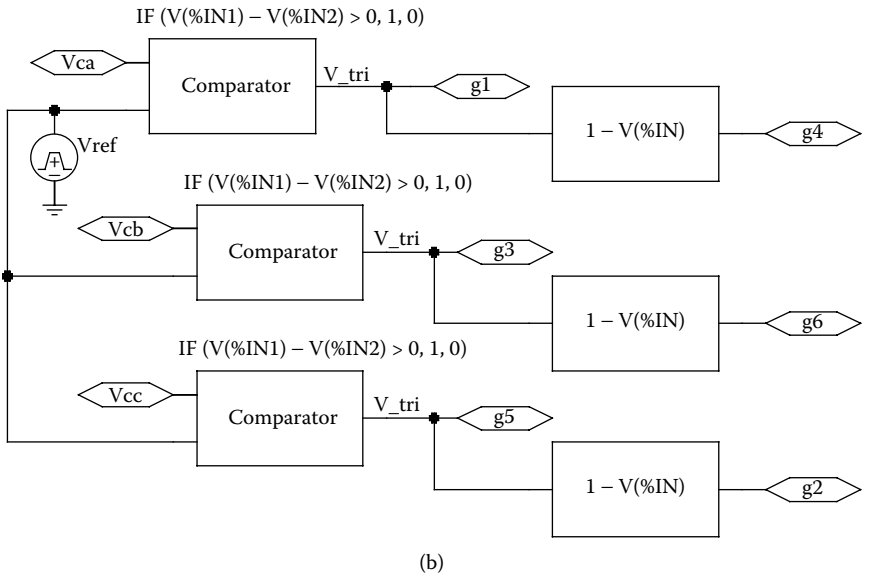 IF (V(%IN1) – V(%IN2) > 0, 1, 0)
Vca
Comparator
V_tri
g1
Vref
1 – V(%IN)
g4
IF (V(%IN1) – V(%IN2) > 0, 1, 0)
Vcb
Comparator
V_tri
g3
1 – V(%IN)
g6
IF (V(%IN1) – V(%IN2) > 0, 1, 0)
Vcc
Comparator
V_tri
g5
1 – V(%IN)
g2
(b)